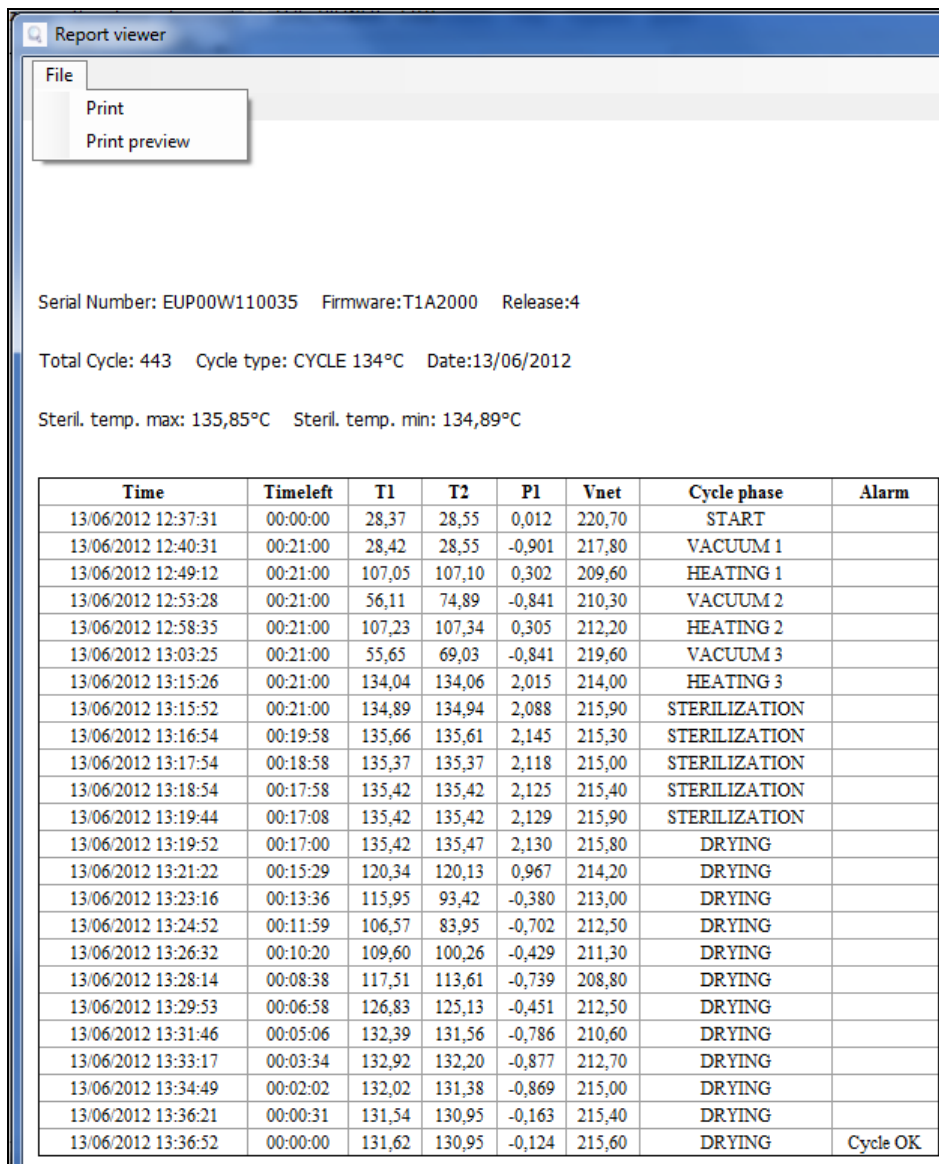 Report viewer
File
Print
Print preview
Serial Number: EUP00W110035 Firmware:T1A2000 Release:4
Total Cycle: 443 Cycle type: CYCLE 134°C Date:13/06/2012
Steril. temp. max: 135,85°C Steril. temp. min: 134,89°C
Time Timeleft T1 T2 P1 Vnet Cycle phase Alarm
13/06/2012 12:37:31 00:00:00 28,37 28,55 0,012 220,70 START
13/06/2012 12:40:31 00:21:00 28,42 28,55 -0,901 217,80 VACUUM 1
13/06/2012 12:49:12 00:21:00 107,05 107,10 0,302 209,60 HEATING 1
13/06/2012 12:53:28 00:21:00 56,11 74,89 -0,841 210,30 VACUUM 2
13/06/2012 12:58:35 00:21:00 107,23 107,34 0,305 212,20 HEATING 2
13/06/2012 13:03:25 00:21:00 55,65 69,03 -0,841 219,60 VACUUM 3
13/06/2012 13:15:26 00:21:00 134,04 134,06 2,015 214,00 HEATING 3
13/06/2012 13:15:52 00:21:00 134,89 134,94 2,088 215,90 STERILIZATION
13/06/2012 13:16:54 00:19:58 135,66 135,61 2,145 215,30 STERILIZATION
13/06/2012 13:17:54 00:18:58 135,37 135,37 2,118 215,00 STERILIZATION
13/06/2012 13:18:54 00:17:58 135,42 135,42 2,125 215,40 STERILIZATION
13/06/2012 13:19:44 00:17:08 135,42 135,42 2,129 215,90 STERILIZATION
13/06/2012 13:19:52 00:17:00 135,42 135,47 2,130 215,80 DRYING
13/06/2012 13:21:22 00:15:29 120,34 120,13 0,967 214,20 DRYING
13/06/2012 13:23:16 00:13:36 115,95 93,42 -0,380 213,00 DRYING
13/06/2012 13:24:52 00:11:59 106,57 83,95 -0,702 212,50 DRYING
13/06/2012 13:26:32 00:10:20 109,60 100,26 -0,429 211,30 DRYING
13/06/2012 13:28:14 00:08:38 117,51 113,61 -0,739 208,80 DRYING
13/06/2012 13:29:53 00:06:58 126,83 125,13 -0,451 212,50 DRYING
13/06/2012 13:31:46 00:05:06 132,39 131,56 -0,786 210,60 DRYING
13/06/2012 13:33:17 00:03:34 132,92 132,20 -0,877 212,70 DRYING
13/06/2012 13:34:49 00:02:02 132,02 131,38 -0,869 215,00 DRYING
13/06/2012 13:36:21 00:00:31 131,54 130,95 -0,163 215,40 DRYING
13/06/2012 13:36:52 00:00:00 131,62 130,95 -0,124 215,60 DRYING Cycle OK